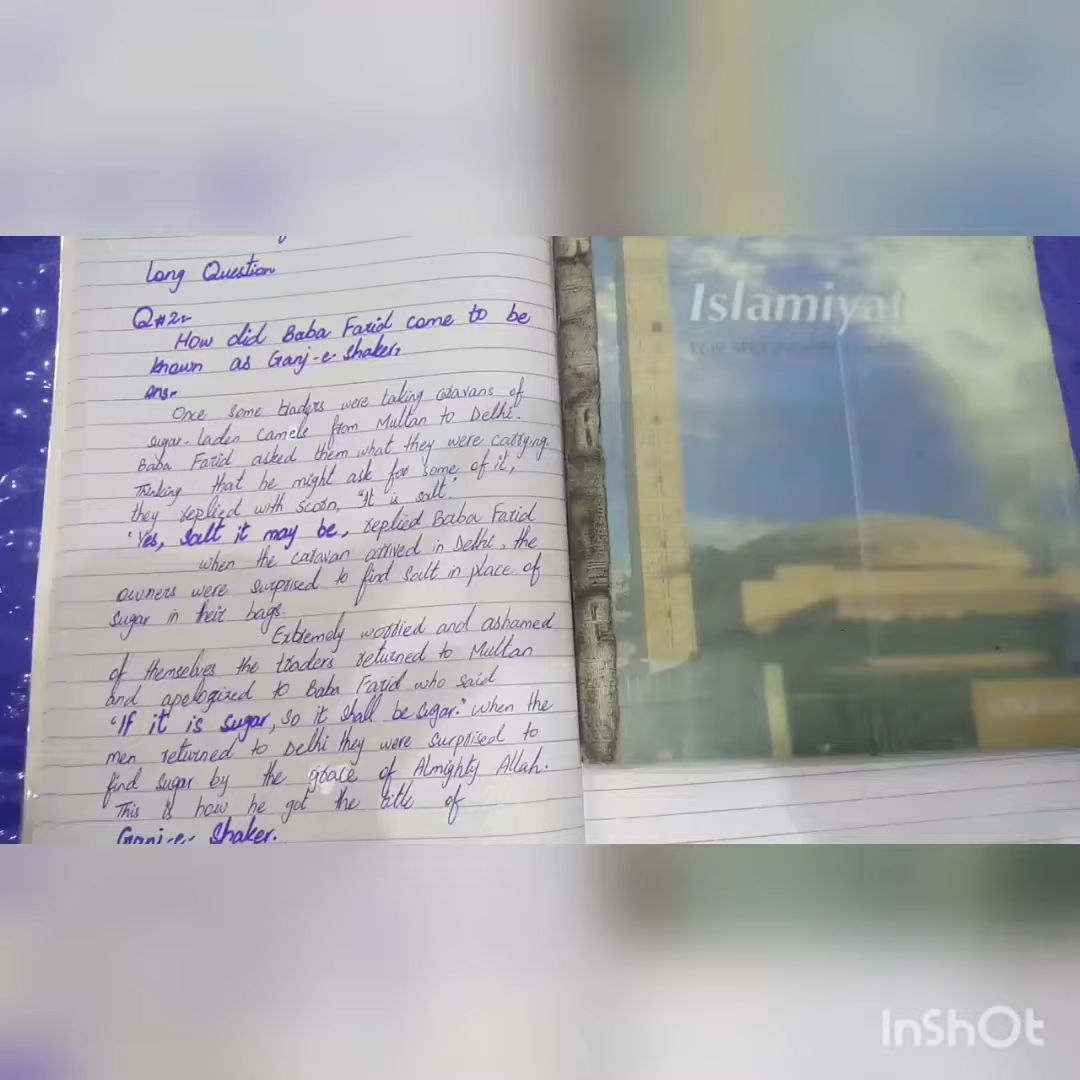 Long Question
Q#2:-
How did Baba Farid come to be
known as Ganj-e-Shaker?
Ans:-
Once some traders were taking caravans of
sugar-laden camels from Multan to Delhi.
Baba Farid asked them what they were carrying.
Thinking that he might ask for some of it,
they replied with scorn, "It is salt."
"Yes, Salt it may be, replied Baba Farid
when the caravan arrived in Delhi, the
owners were surprised to find salt in place of
sugar in their bags.
Extremely worried and ashamed
of themselves the traders returned to Multan
and apelogized to Baba Farid who said
"If it is sugar, so it shall be sugar." When the
men returned to Delhi they were surprised to
find sugar by the grace of Almighty Allah.
This is how he got the title of
Ganj-e-Shaker.
Islamiyat
InShOt